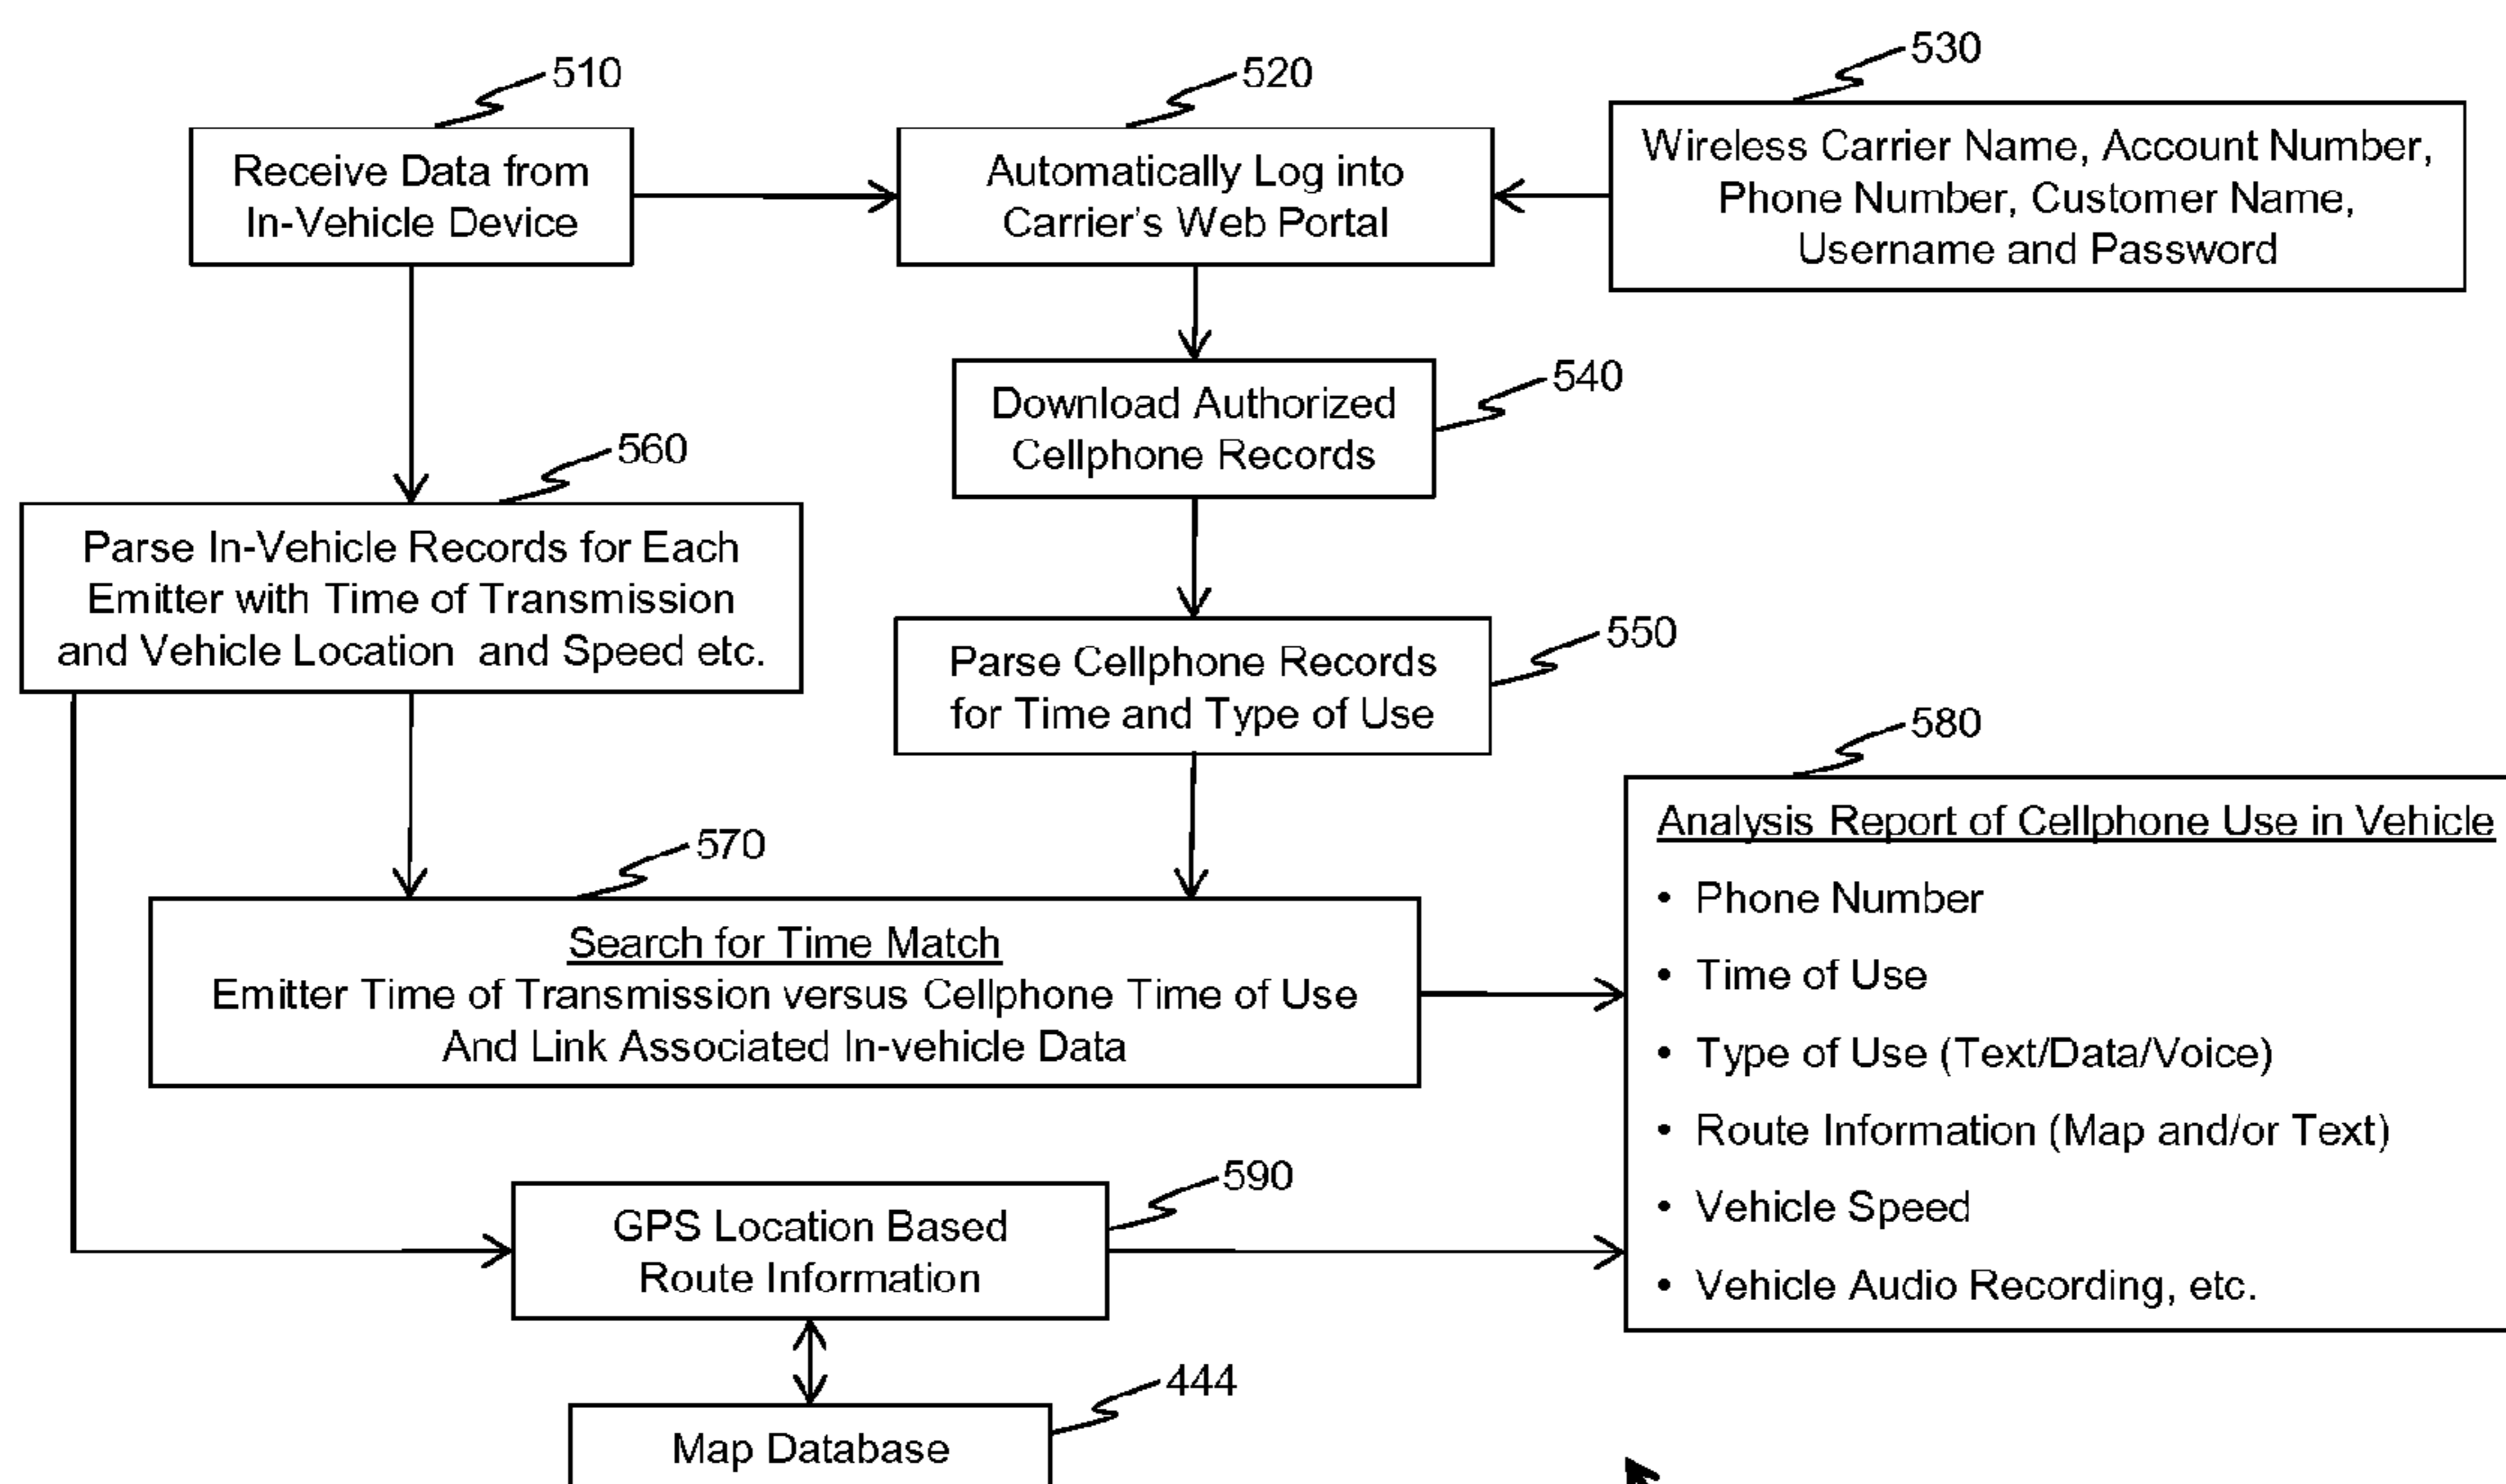 510
520
530
Receive Data from
In-Vehicle Device
Automatically Log into
Carrier's Web Portal
Wireless Carrier Name, Account Number,
Phone Number, Customer Name,
Username and Password
540
Download Authorized
Cellphone Records
560
Parse In-Vehicle Records for Each
Emitter with Time of Transmission
and Vehicle Location and Speed etc.
550
Parse Cellphone Records
for Time and Type of Use
570
Search for Time Match
Emitter Time of Transmission versus Cellphone Time of Use
And Link Associated In-vehicle Data
580
Analysis Report of Cellphone Use in Vehicle
• Phone Number
• Time of Use
• Type of Use (Text/Data/Voice)
• Route Information (Map and/or Text)
• Vehicle Speed
• Vehicle Audio Recording, etc.
590
GPS Location Based
Route Information
444
Map Database